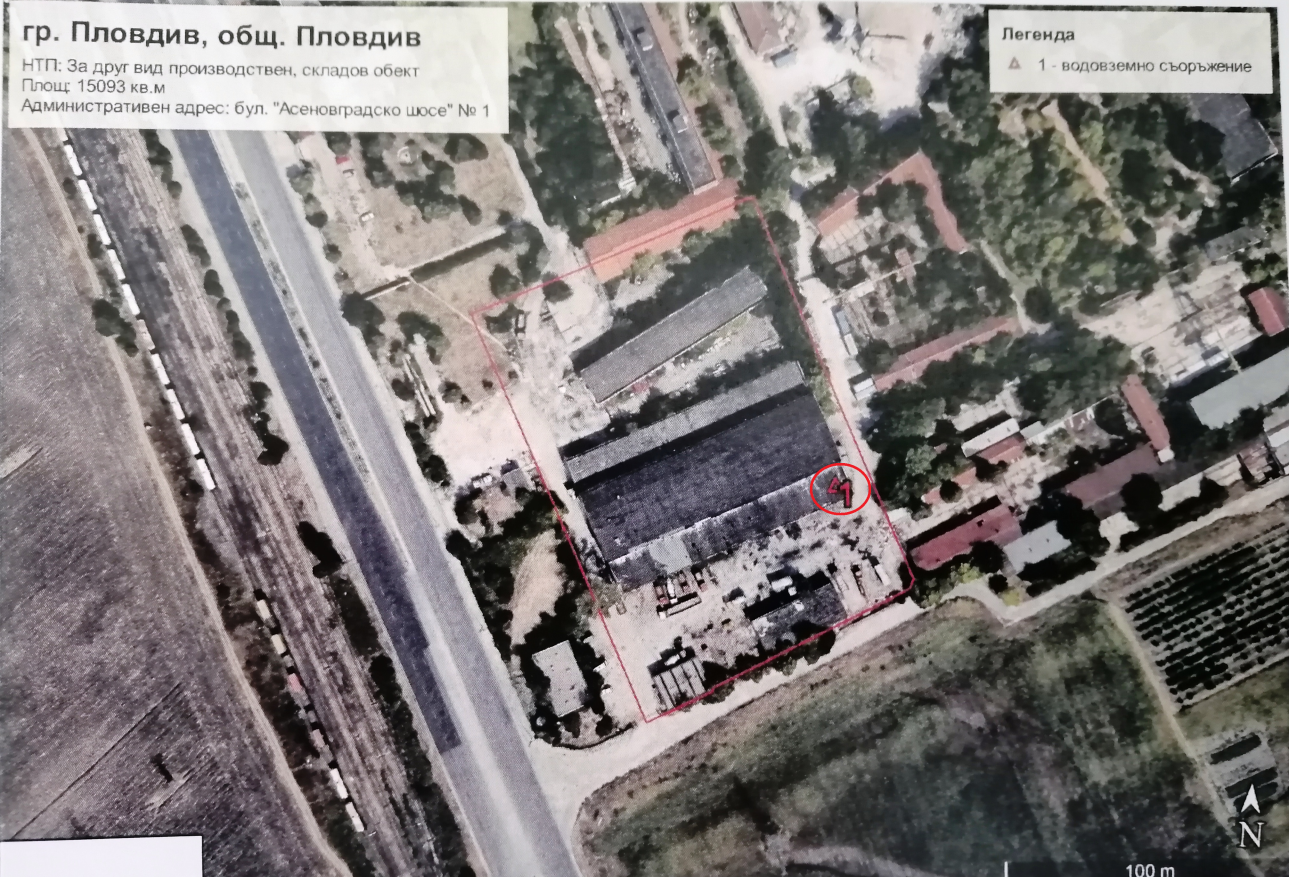 гр. Пловдив, общ. Пловдив
НТП: За друг вид производствен, складов обект
Площ: 15093 кв.м
Административен адрес: бул. "Асеновградско шосе" № 1
Легенда
1 - водовземно съоръжение
1
N
100 m